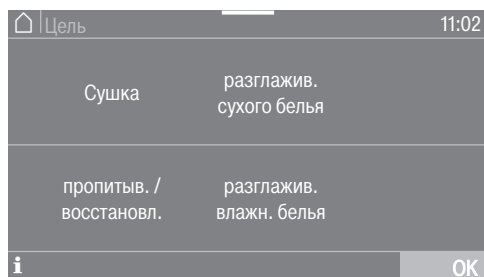 Цель
11:02
Сушка
разглажив.
сухого белья
пропитыв. /
восстановл.
разглажив.
влажн. белья
i
OK